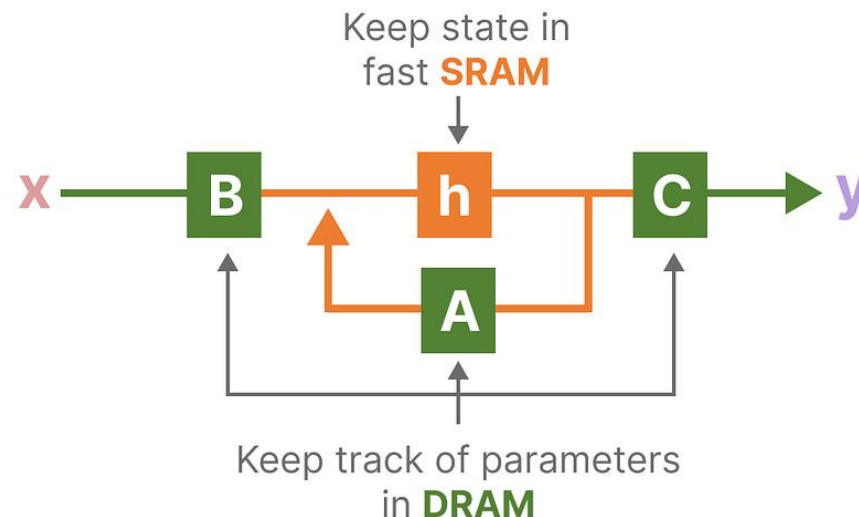 Keep state in
fast SRAM
x B h C y
A
Keep track of parameters
in DRAM